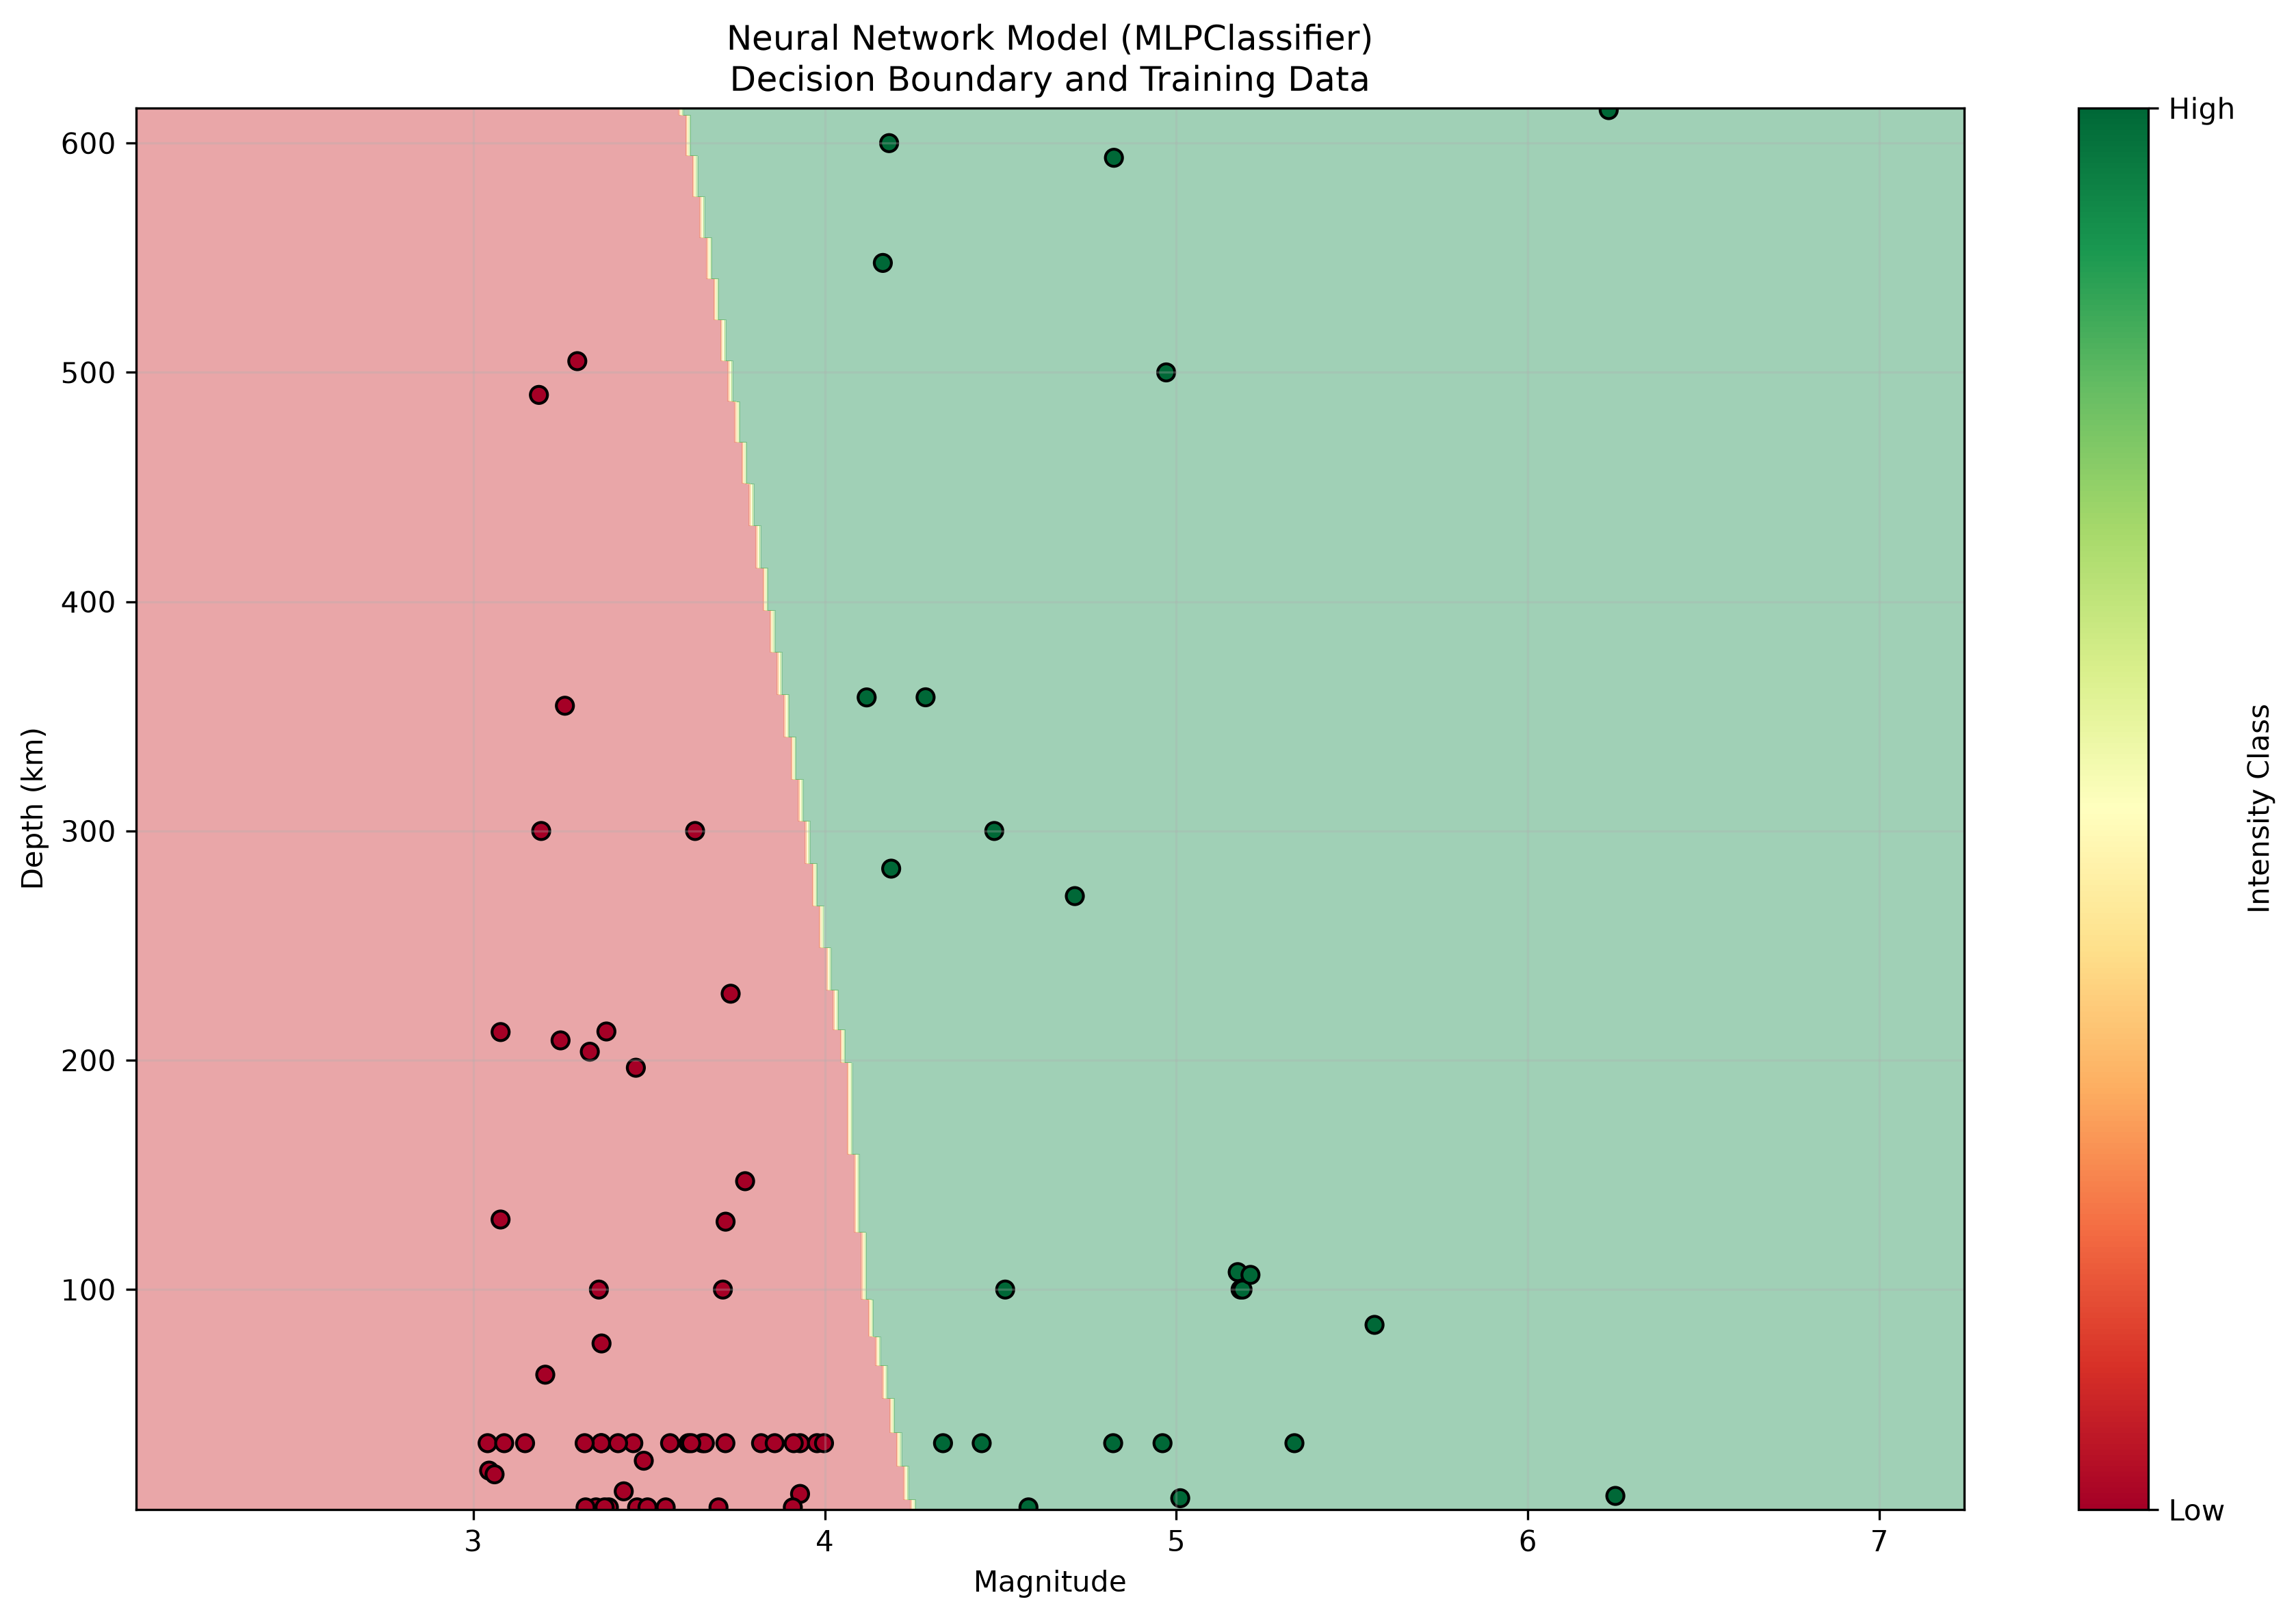 Neural Network Model (MLPClassifier)
Decision Boundary and Training Data
High
600
500
400
300
200
100
Depth (km)
Intensity Class
Low
3 4 5 6 7
Magnitude